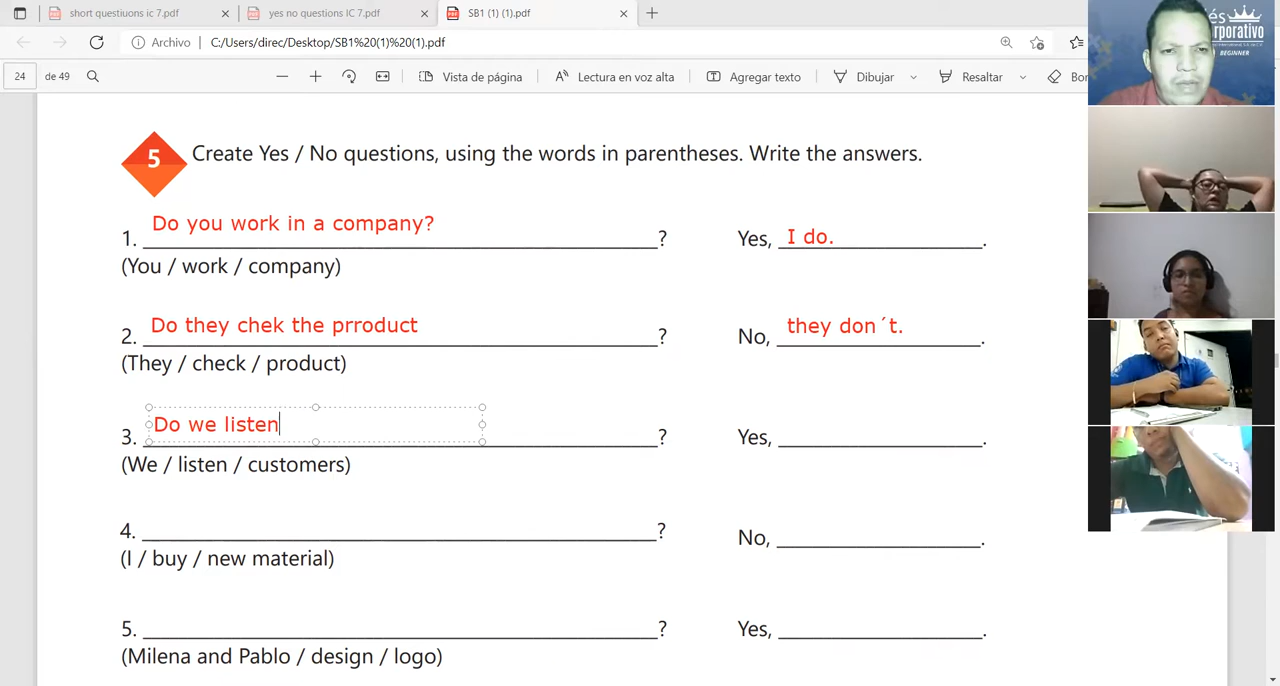 short questiuons ic 7.pdf
yes no questions IC 7.pdf
SB1 (1) (1).pdf
Archivo
C:/Users/direc/Desktop/SB1%20(1)%20(1).pdf
24
de 49
Vista de página
Lectura en voz alta
Agregar texto
Dibujar
Resaltar
Bor
és
rporativo
BEGINNER
5 Create Yes / No questions, using the words in parentheses. Write the answers.
1. Do you work in a company? ? Yes, I do. .
(You / work / company)
2. Do they chek the prroduct ? No, they don´t. .
(They / check / product)
3. Do we listen ? Yes, .
(We / listen / customers)
4. ? No, .
(I / buy / new material)
5. ? Yes, .
(Milena and Pablo / design / logo)